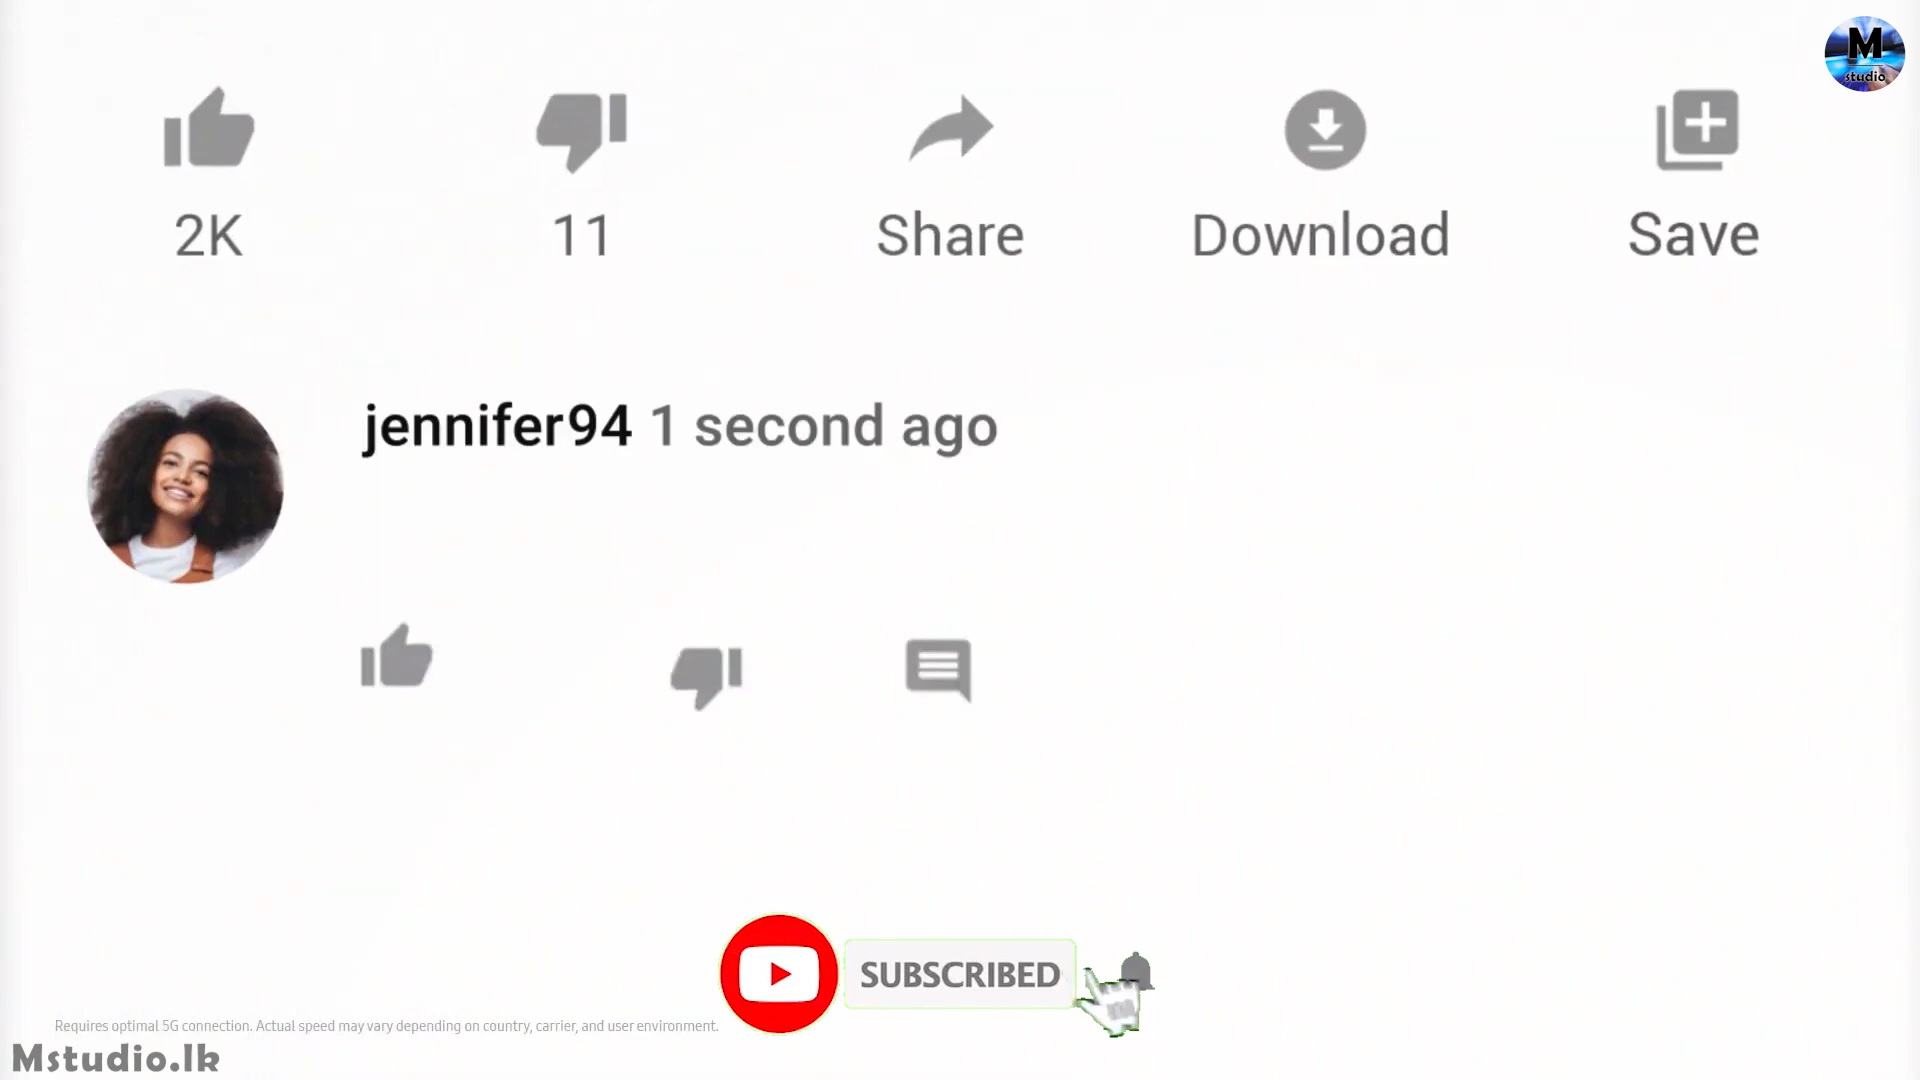 M
studio
2K
11
Share
Download
Save
jennifer94 1 second ago
SUBSCRIBED
Requires optimal 5G connection. Actual speed may vary depending on country, carrier, and user environment.
Mstudio.lk